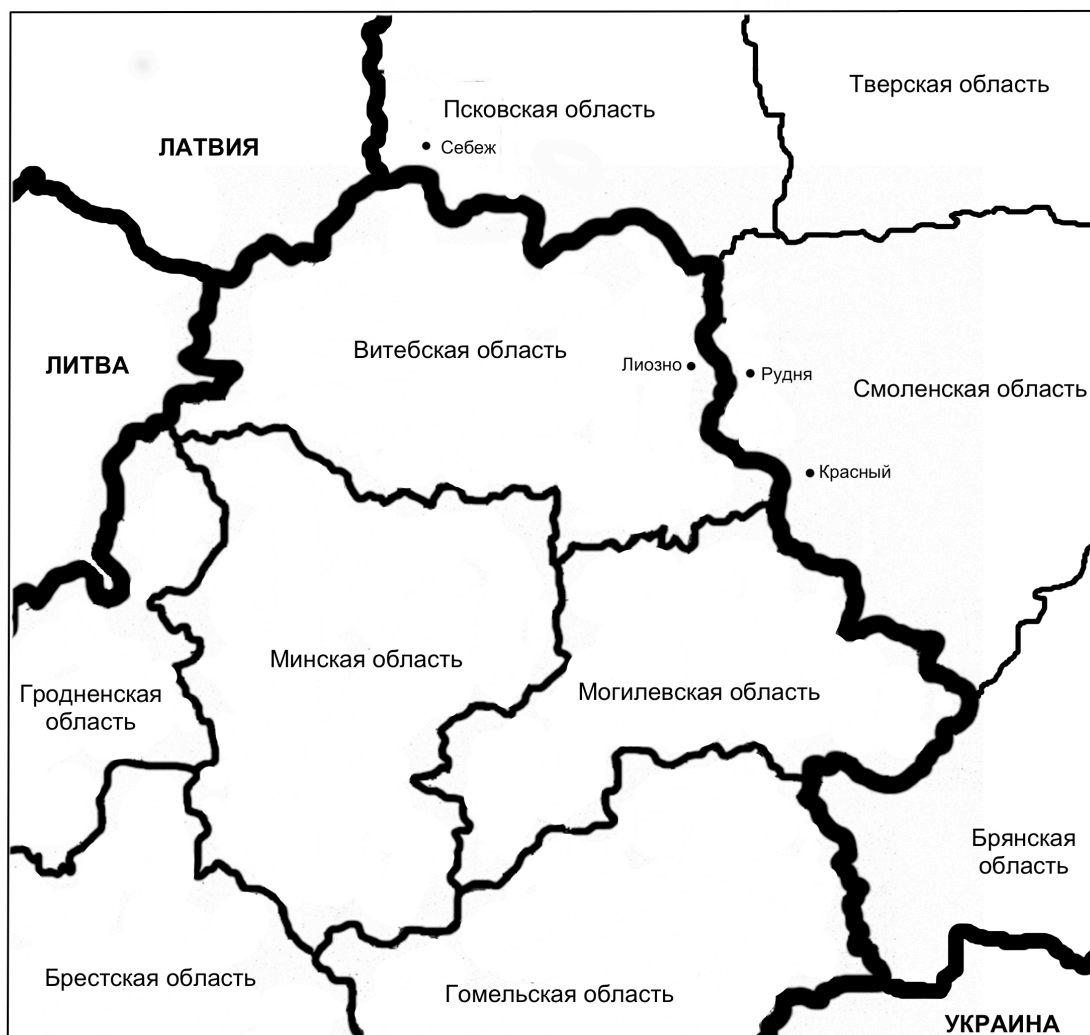 Тверская область
Псковская область
ЛАТВИЯ
Себеж
Витебская область
ЛИТВА
Лиозно
Рудня
Смоленская область
Красный
Минская область
Могилевская область
Гродненская
область
Брянская
область
Брестская область
Гомельская область
УКРАИНА